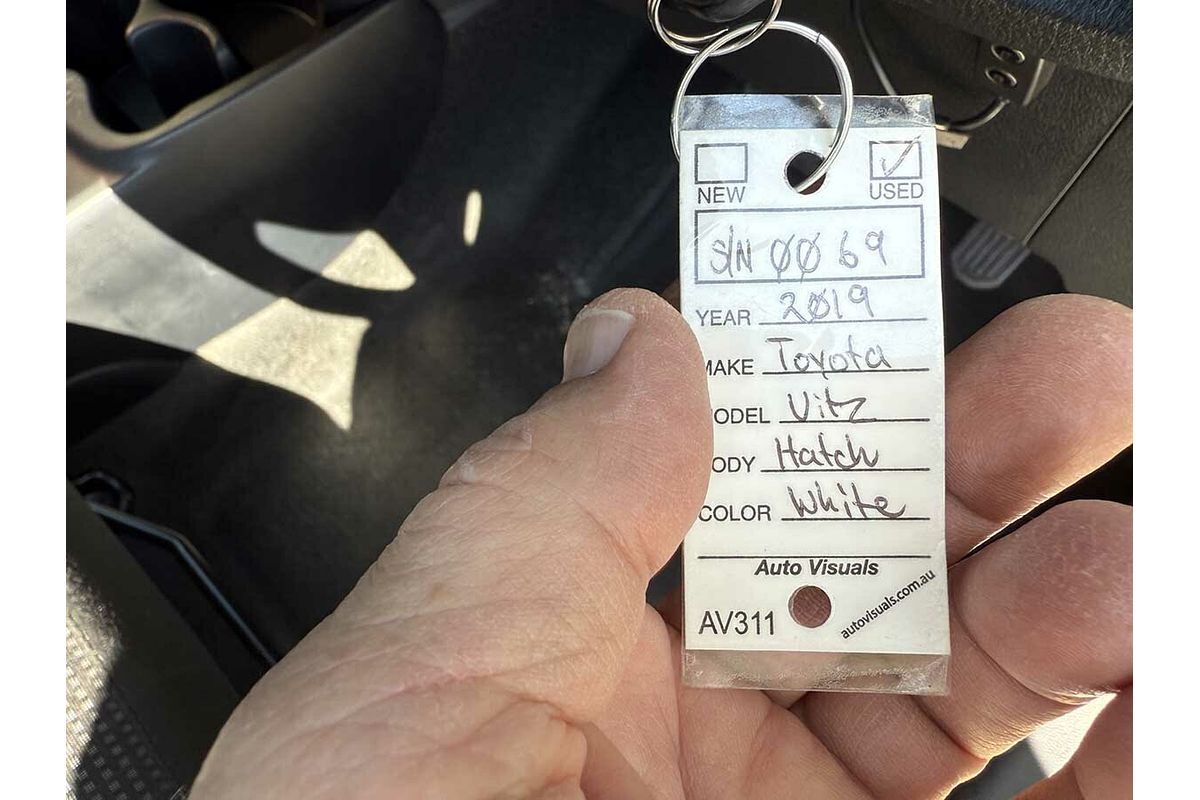 NEW USED
S/N 0069
YEAR 2019
MAKE Toyota
MODEL Vitz
BODY Hatch
COLOR White
Auto Visuals
AV311
autovisuals.com.au